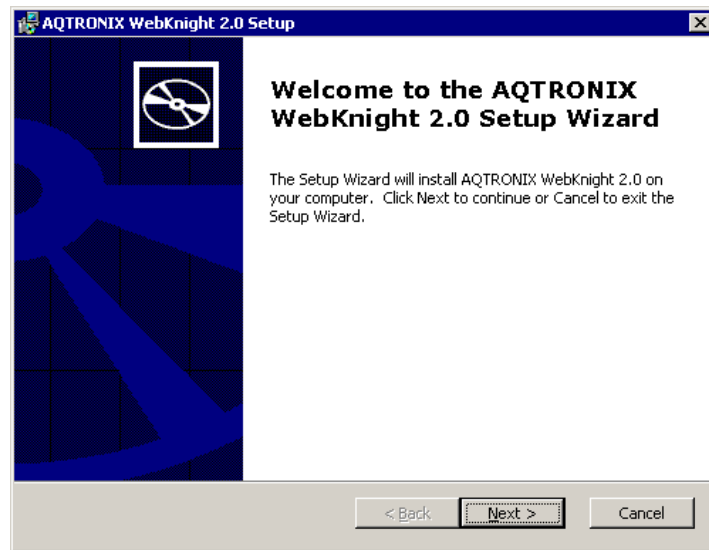 AQTRONIX WebKnight 2.0 Setup
Welcome to the AQTRONIX
WebKnight 2.0 Setup Wizard
The Setup Wizard will install AQTRONIX WebKnight 2.0 on
your computer. Click Next to continue or Cancel to exit the
Setup Wizard.
< Back Next > Cancel